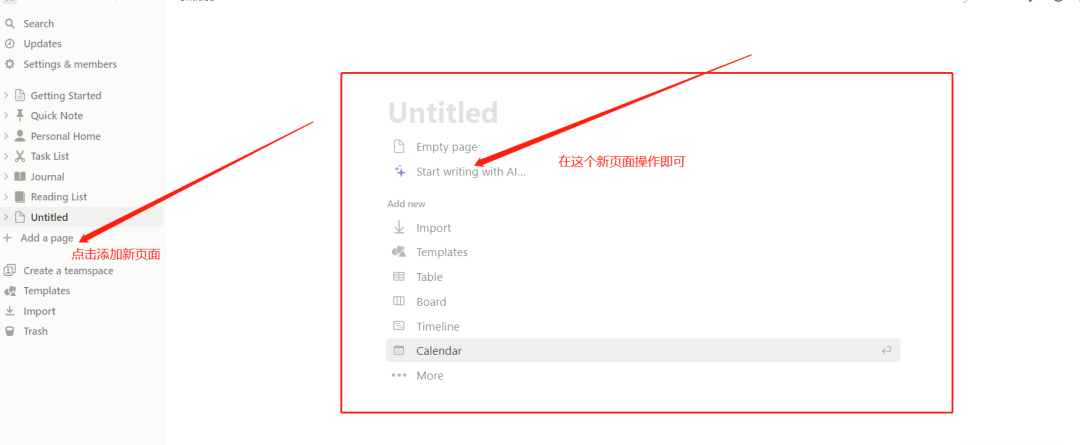 Untitled
Search
Updates
Settings & members
Getting Started
Quick Note
Personal Home
Task List
Journal
Reading List
Untitled
Add a page
点击添加新页面
Create a teamspace
Templates
Import
Trash
Untitled
Empty page
Start writing with AI...
在这个新页面操作即可
Add new
Import
Templates
Table
Board
Timeline
Calendar
More